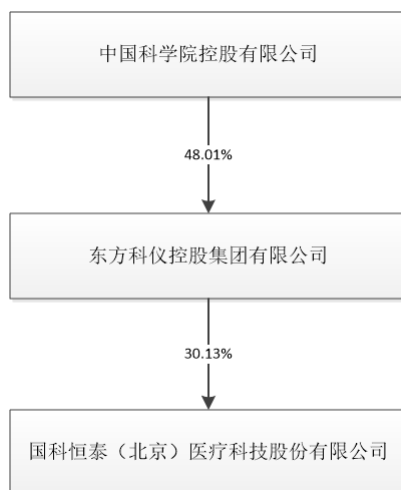 中国科学院控股有限公司
48.01%
东方科仪控股集团有限公司
30.13%
国科恒泰（北京）医疗科技股份有限公司